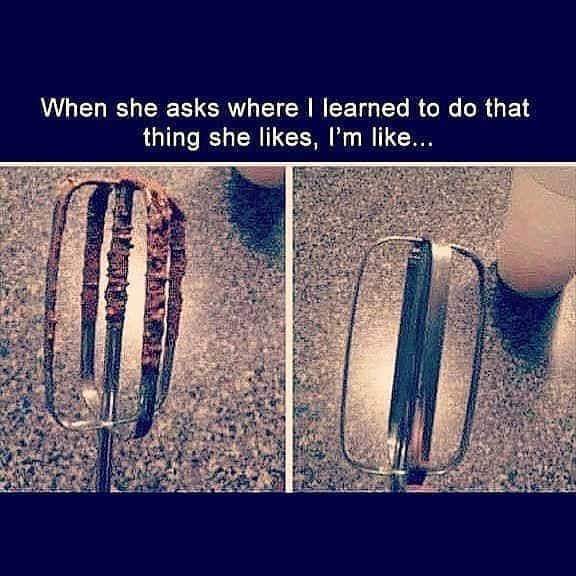 When she asks where I learned to do that
thing she likes, I'm like...